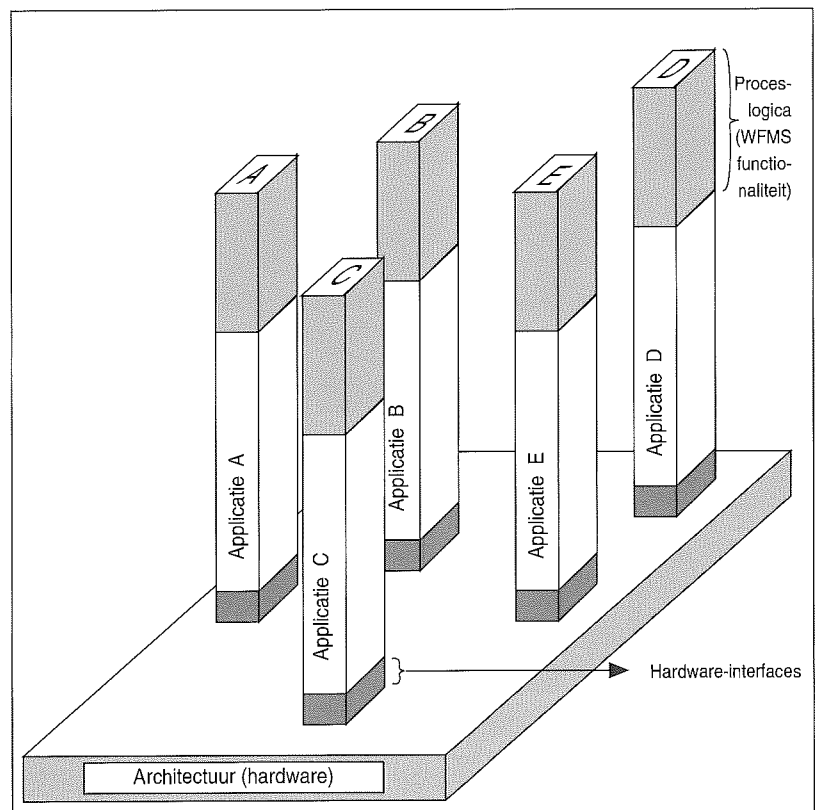 D
Proces-
logica
(WFMS
functio-
naliteit)
B
A
E
C
Applicatie D
Applicatie B
Applicatie A
Applicatie E
Applicatie C
Hardware-interfaces
Architectuur (hardware)